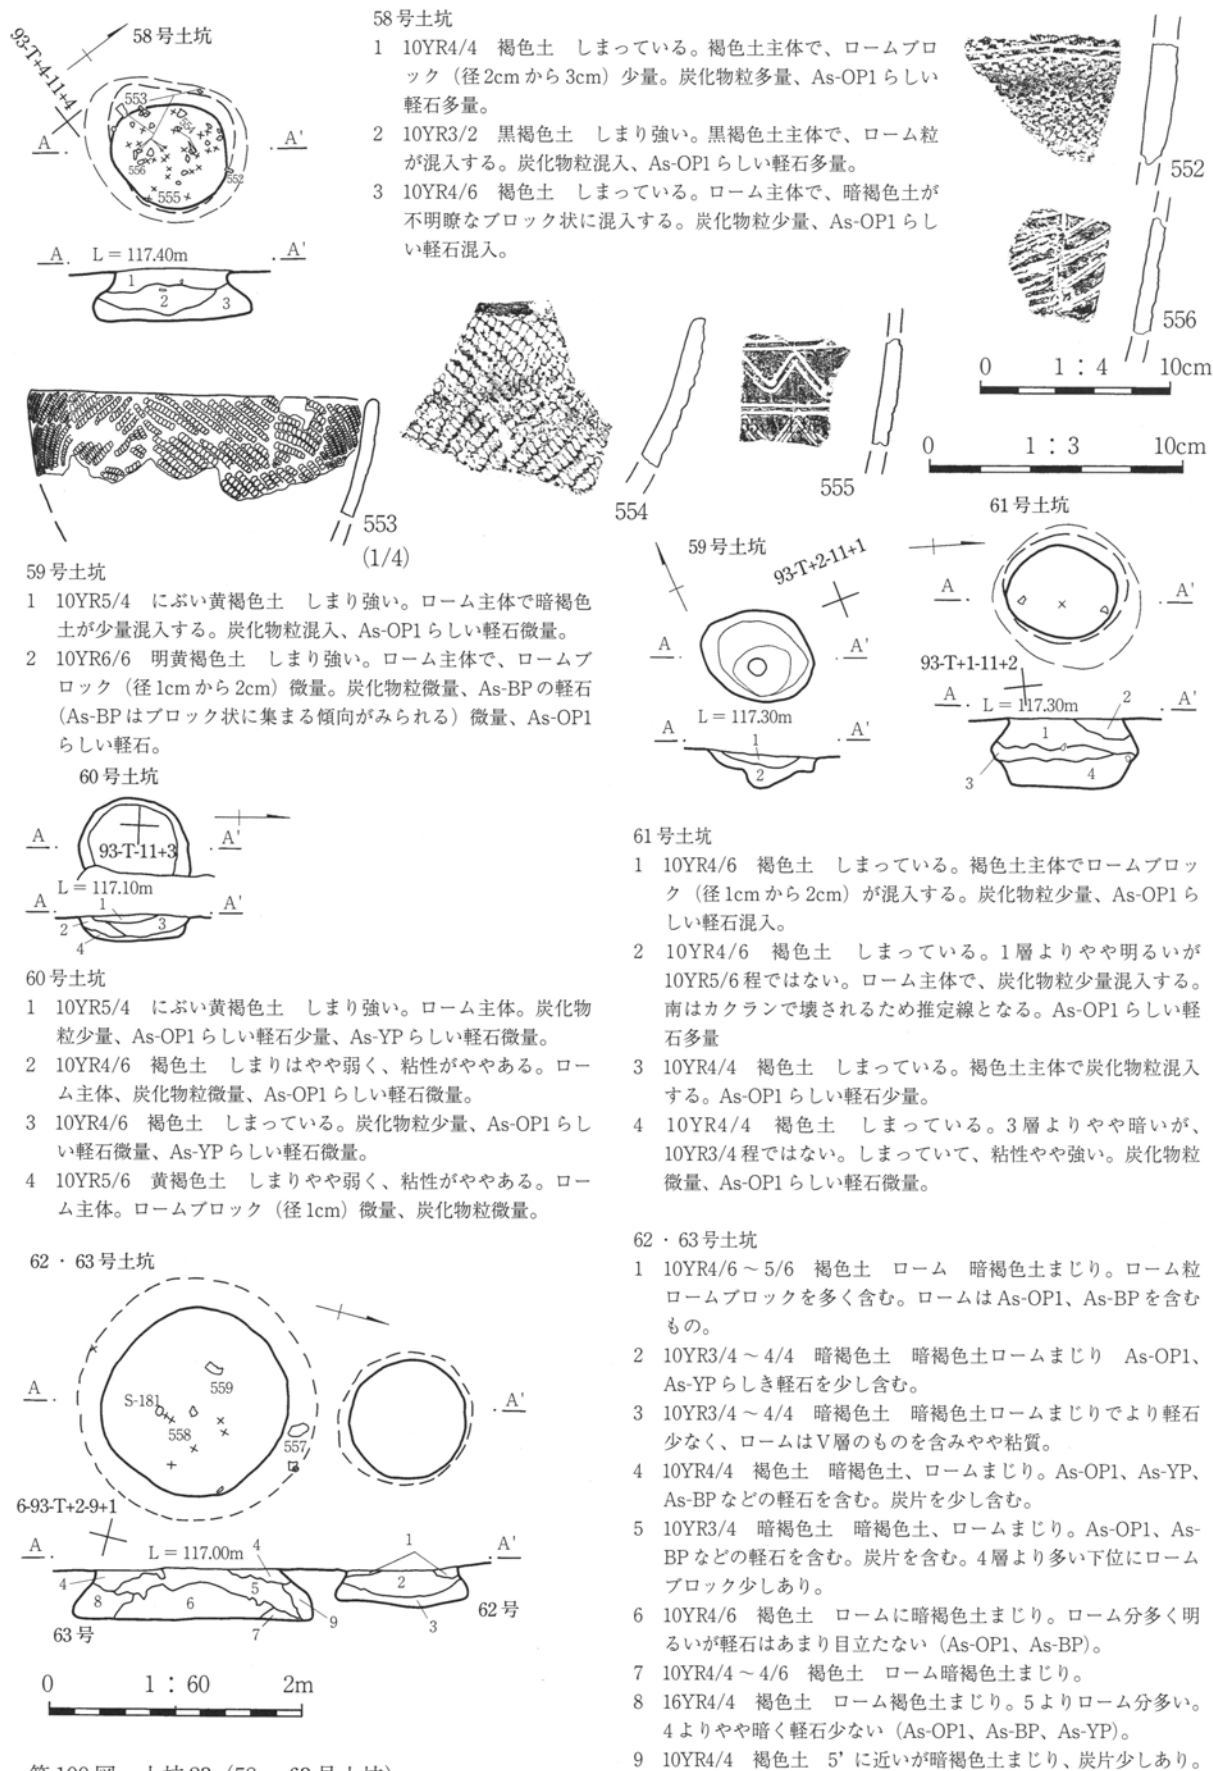 58号土坑
93-T+4-11+4
553
554
556
552
555
A
A'
A
L = 117.40m
A'
1
2
3
58号土坑
1 10YR4/4 褐色土 しまっている。褐色土主体で、ロームブロ
ック（径2cmから3cm）少量。炭化物粒多量、As-OP1らしい
軽石多量。
2 10YR3/2 黒褐色土 しまり強い。黒褐色土主体で、ローム粒
が混入する。炭化物粒混入、As-OP1らしい軽石多量。
3 10YR4/6 褐色土 しまっている。ローム主体で、暗褐色土が
不明瞭なブロック状に混入する。炭化物粒少量、As-OP1らし
い軽石混入。
552
556
0 1：4 10cm
0 1：3 10cm
553
(1/4)
554
555
59号土坑
1 10YR5/4 にぶい黄褐色土 しまり強い。ローム主体で暗褐色
土が少量混入する。炭化物粒混入、As-OP1らしい軽石微量。
2 10YR6/6 明黄褐色土 しまり強い。ローム主体で、ロームブ
ロック（径1cmから2cm）微量。炭化物粒微量、As-BPの軽石
（As-BPはブロック状に集まる傾向がみられる）微量、As-OP1
らしい軽石。
59号土坑
93-T+2-11+1
A
A'
L = 117.30m
A
A'
1
2
61号土坑
A
A'
93-T+1-11+2
A
L = 117.30m
A'
1
2
3
4
60号土坑
A
A'
93-T-11+3
L = 117.10m
A
A'
1
2
3
4
60号土坑
1 10YR5/4 にぶい黄褐色土 しまり強い。ローム主体。炭化物
粒少量、As-OP1らしい軽石少量、As-YPらしい軽石微量。
2 10YR4/6 褐色土 しまりはやや弱く、粘性がややある。ロー
ム主体、炭化物粒微量、As-OP1らしい軽石微量。
3 10YR4/6 褐色土 しまっている。炭化物粒少量、As-OP1らし
い軽石微量、As-YPらしい軽石微量。
4 10YR5/6 黄褐色土 しまりやや弱く、粘性がややある。ロー
ム主体。ロームブロック（径1cm）微量、炭化物粒微量。
61号土坑
1 10YR4/6 褐色土 しまっている。褐色土主体でロームブロッ
ク（径1cmから2cm）が混入する。炭化物粒少量、As-OP1ら
しい軽石混入。
2 10YR4/6 褐色土 しまっている。1層よりやや明るいが
10YR5/6程ではない。ローム主体で、炭化物粒少量混入する。
南はカクランで壊されるため推定線となる。As-OP1らしい軽
石多量
3 10YR4/4 褐色土 しまっている。褐色土主体で炭化物粒混入
する。As-OP1らしい軽石少量。
4 10YR4/4 褐色土 しまっている。3層よりやや暗いが、
10YR3/4程ではない。しまっていて、粘性やや強い。炭化物粒
微量、As-OP1らしい軽石微量。
62・63号土坑
A
A'
559
S-181
558
557
6-93-T+2-9+1
A
L = 117.00m
A'
4
1
4
5
2
8
6
9
3
7
63号
62号
0 1：60 2m
62・63号土坑
1 10YR4/6～5/6 褐色土 ローム 暗褐色土まじり。ローム粒
ロームブロックを多く含む。ロームはAs-OP1、As-BPを含む
もの。
2 10YR3/4～4/4 暗褐色土 暗褐色土ロームまじり As-OP1、
As-YPらしき軽石を少し含む。
3 10YR3/4～4/4 暗褐色土 暗褐色土ロームまじりでより軽石
少なく、ロームはⅤ層のものを含みやや粘質。
4 10YR4/4 褐色土 暗褐色土、ロームまじり。As-OP1、As-YP、
As-BPなどの軽石を含む。炭片を少し含む。
5 10YR3/4 暗褐色土 暗褐色土、ロームまじり。As-OP1、As-
BPなどの軽石を含む。炭片を含む。4層より多い下位にローム
ブロック少しあり。
6 10YR4/6 褐色土 ロームに暗褐色土まじり。ローム分多く明
るいが軽石はあまり目立たない（As-OP1、As-BP）。
7 10YR4/4～4/6 褐色土 ローム暗褐色土まじり。
8 16YR4/4 褐色土 ローム褐色土まじり。5よりローム分多い。
4よりやや暗く軽石少ない（As-OP1、As-BP、As-YP）。
9 10YR4/4 褐色土 5'に近いが暗褐色土まじり、炭片少しあり。